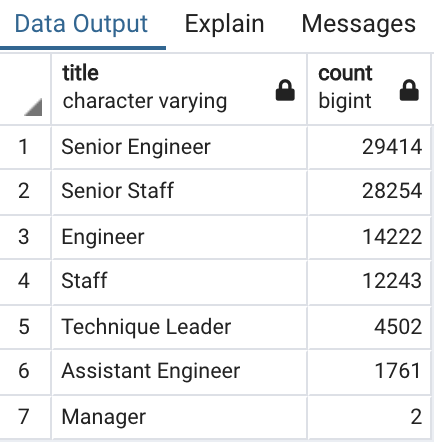 Data Output Explain Messages
title count
character varying bigint
1 Senior Engineer 29414
2 Senior Staff 28254
3 Engineer 14222
4 Staff 12243
5 Technique Leader 4502
6 Assistant Engineer 1761
7 Manager 2